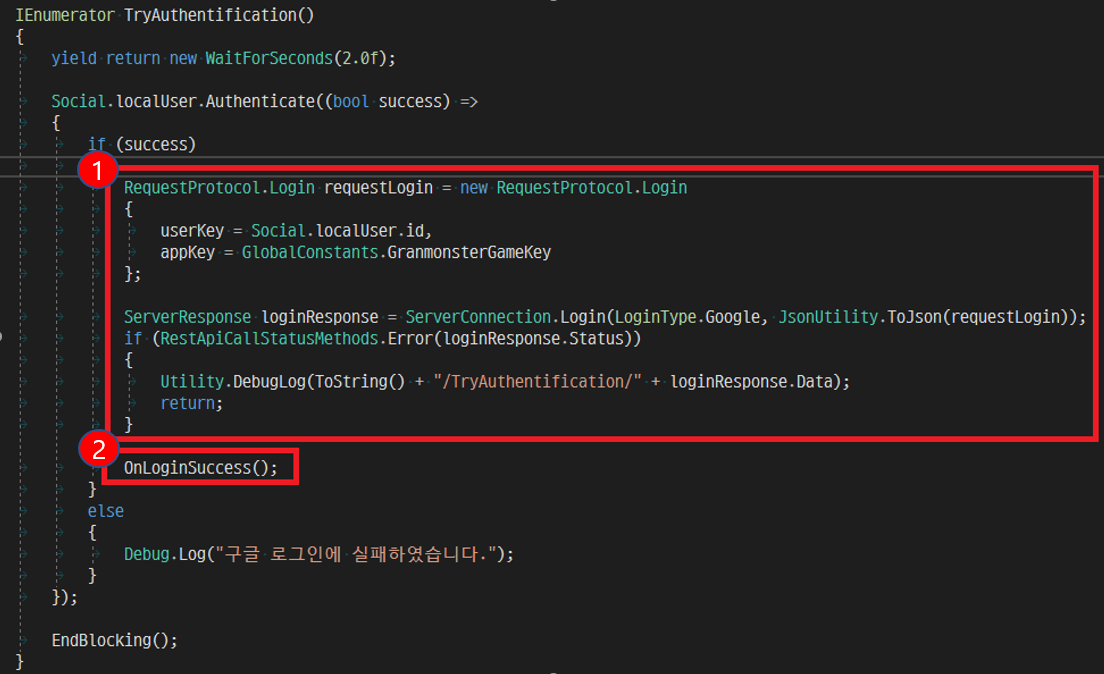 IEnumerator TryAuthentification()
{
yield return new WaitForSeconds(2.0f);
Social.localUser.Authenticate((bool success) =>
{
if (success)
1
RequestProtocol.Login requestLogin = new RequestProtocol.Login
{
userKey = Social.localUser.id,
appKey = GlobalConstants.GranmonsterGameKey
};
ServerResponse loginResponse = ServerConnection.Login(LoginType.Google, JsonUtility.ToJson(requestLogin));
if (RestApiCallStatusMethods.Error(loginResponse.Status))
{
Utility.DebugLog(ToString() + "/TryAuthentification/" + loginResponse.Data);
return;
}
2
OnLoginSuccess();
}
else
{
Debug.Log("구글 로그인에 실패하였습니다.");
}
});
EndBlocking();
}